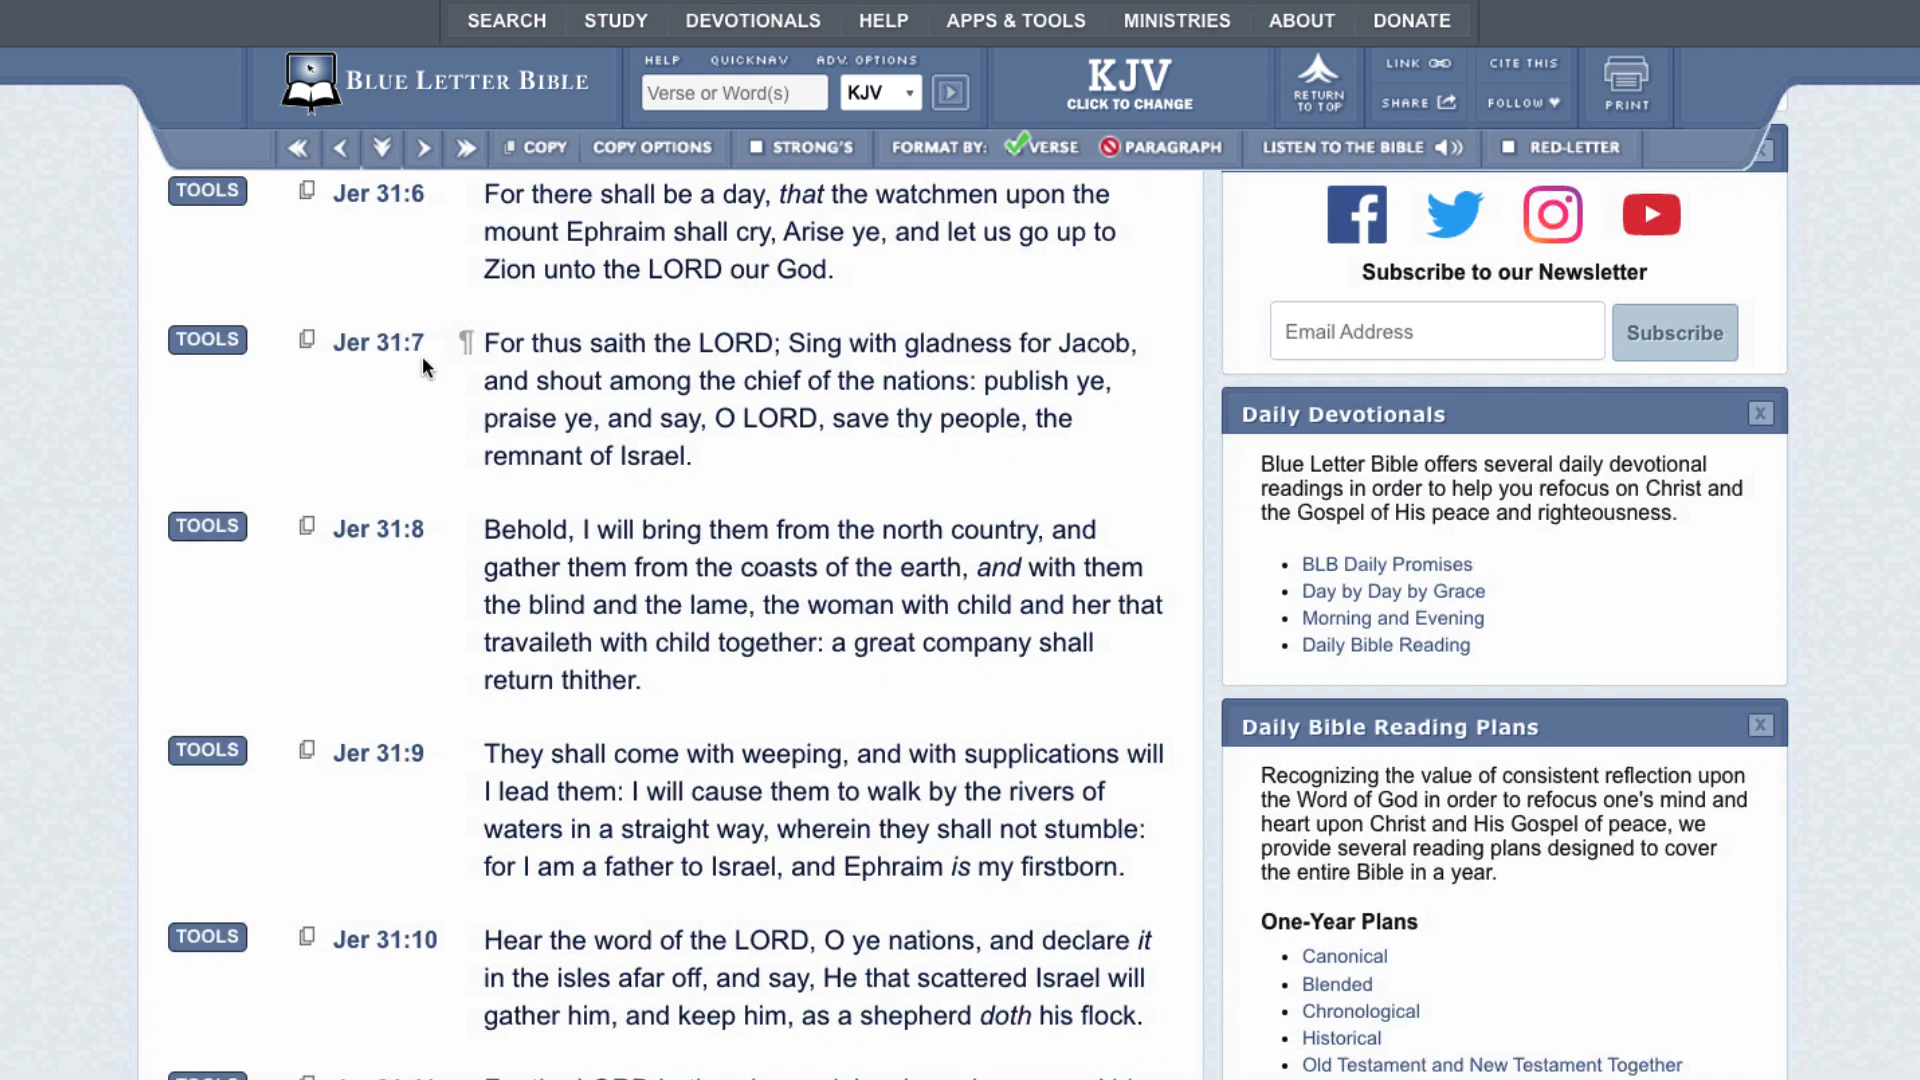 SEARCH STUDY DEVOTIONALS HELP APPS & TOOLS MINISTRIES ABOUT DONATE
BLUE LETTER BIBLE
HELP QUICKNAV ADV. OPTIONS
Verse or Word(s) KJV
KJV
CLICK TO CHANGE
RETURN
TO TOP
LINK
SHARE
CITE THIS
FOLLOW
PRINT
COPY COPY OPTIONS STRONG'S FORMAT BY: VERSE PARAGRAPH LISTEN TO THE BIBLE RED-LETTER
TOOLS Jer 31:6 For there shall be a day, that the watchmen upon the
mount Ephraim shall cry, Arise ye, and let us go up to
Zion unto the LORD our God.
TOOLS Jer 31:7 ¶ For thus saith the LORD; Sing with gladness for Jacob,
and shout among the chief of the nations: publish ye,
praise ye, and say, O LORD, save thy people, the
remnant of Israel.
TOOLS Jer 31:8 Behold, I will bring them from the north country, and
gather them from the coasts of the earth, and with them
the blind and the lame, the woman with child and her that
travaileth with child together: a great company shall
return thither.
TOOLS Jer 31:9 They shall come with weeping, and with supplications will
I lead them: I will cause them to walk by the rivers of
waters in a straight way, wherein they shall not stumble:
for I am a father to Israel, and Ephraim is my firstborn.
TOOLS Jer 31:10 Hear the word of the LORD, O ye nations, and declare it
in the isles afar off, and say, He that scattered Israel will
gather him, and keep him, as a shepherd doth his flock.
Subscribe to our Newsletter
Email Address Subscribe
Daily Devotionals X
Blue Letter Bible offers several daily devotional
readings in order to help you refocus on Christ and
the Gospel of His peace and righteousness.
• BLB Daily Promises
• Day by Day by Grace
• Morning and Evening
• Daily Bible Reading
Daily Bible Reading Plans X
Recognizing the value of consistent reflection upon
the Word of God in order to refocus one's mind and
heart upon Christ and His Gospel of peace, we
provide several reading plans designed to cover
the entire Bible in a year.
One-Year Plans
• Canonical
• Blended
• Chronological
• Historical
• Old Testament and New Testament Together